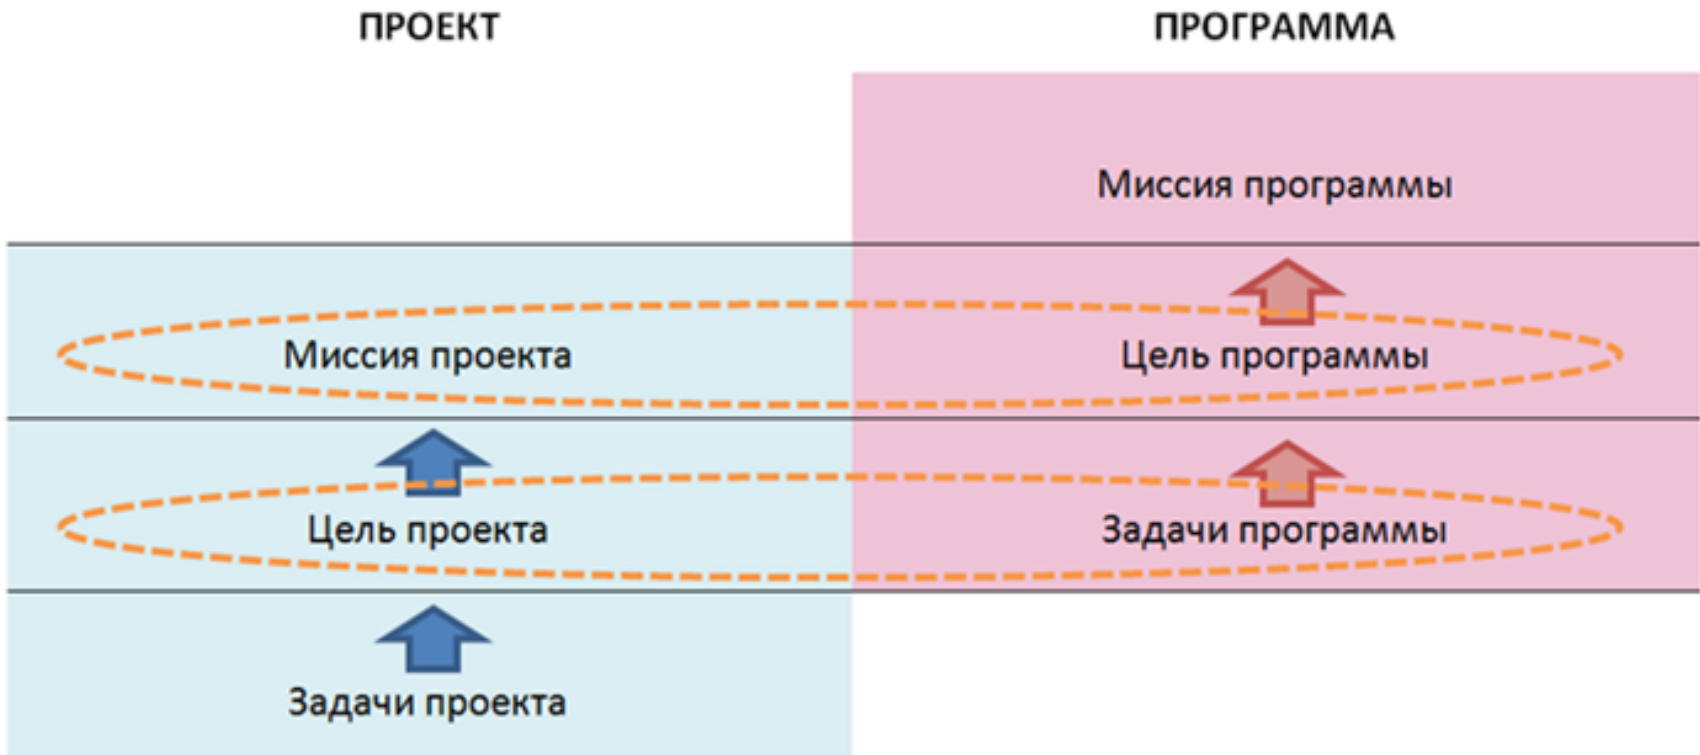 ПРОЕКТ
ПРОГРАММА
Миссия программы
Миссия проекта
Цель программы
Цель проекта
Задачи программы
Задачи проекта